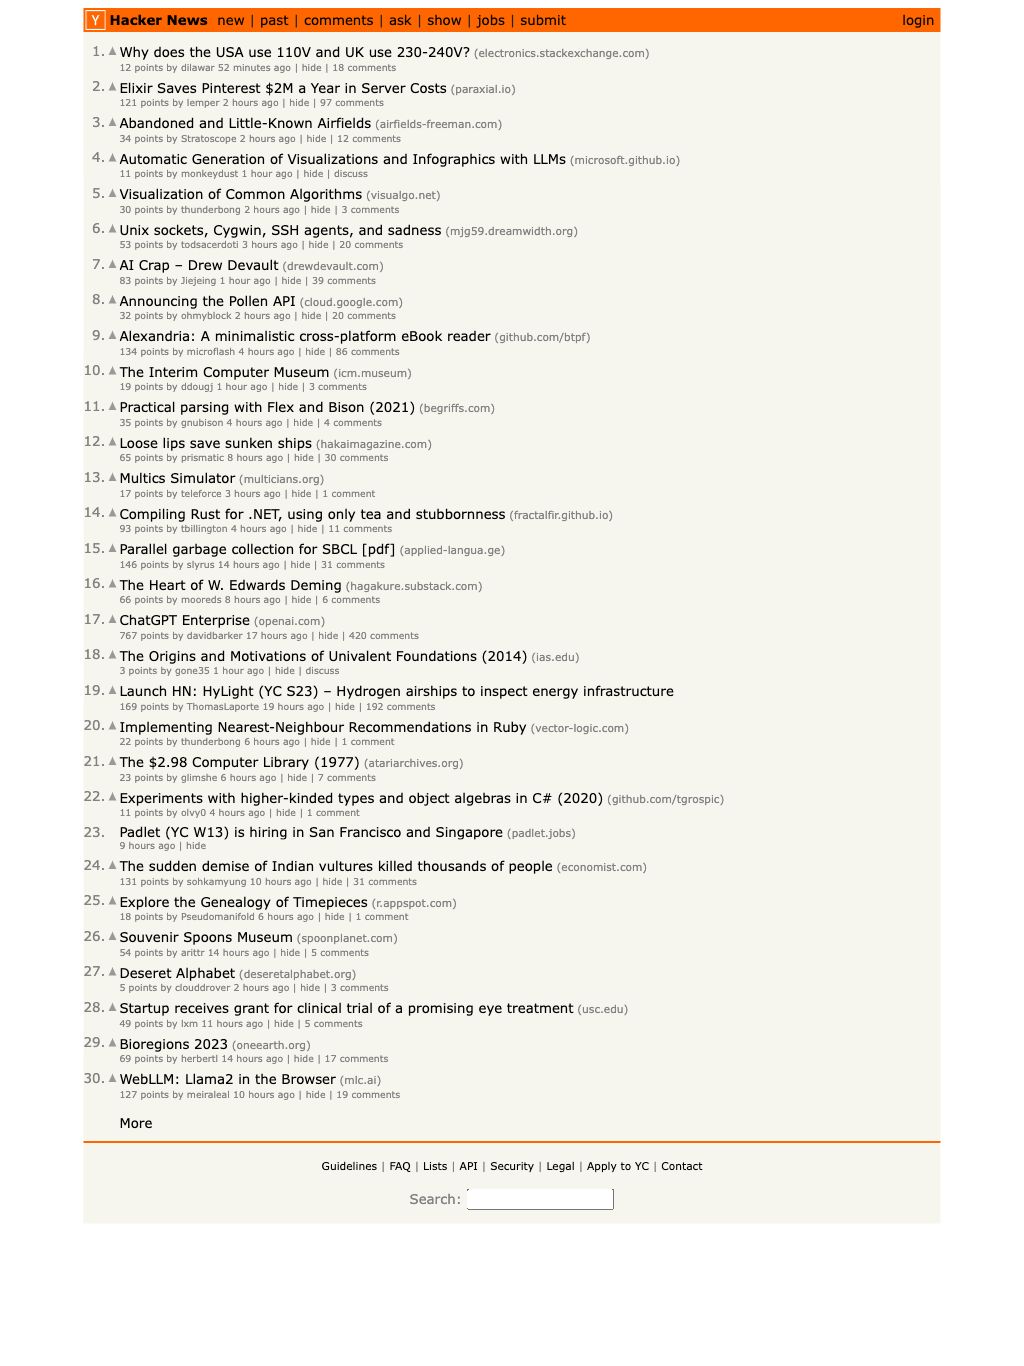 Y Hacker News new | past | comments | ask | show | jobs | submit login
1. ▲ Why does the USA use 110V and UK use 230-240V? (electronics.stackexchange.com)
12 points by dilawar 52 minutes ago | hide | 18 comments
2. ▲ Elixir Saves Pinterest $2M a Year in Server Costs (paraxial.io)
121 points by lemper 2 hours ago | hide | 97 comments
3. ▲ Abandoned and Little-Known Airfields (airfields-freeman.com)
34 points by Stratoscope 2 hours ago | hide | 12 comments
4. ▲ Automatic Generation of Visualizations and Infographics with LLMs (microsoft.github.io)
11 points by monkeydust 1 hour ago | hide | discuss
5. ▲ Visualization of Common Algorithms (visualgo.net)
30 points by thunderbong 2 hours ago | hide | 3 comments
6. ▲ Unix sockets, Cygwin, SSH agents, and sadness (mjg59.dreamwidth.org)
53 points by todsacerdoti 3 hours ago | hide | 20 comments
7. ▲ AI Crap – Drew Devault (drewdevault.com)
83 points by Jiejeing 1 hour ago | hide | 39 comments
8. ▲ Announcing the Pollen API (cloud.google.com)
32 points by ohmyblock 2 hours ago | hide | 20 comments
9. ▲ Alexandria: A minimalistic cross-platform eBook reader (github.com/btpf)
134 points by microflash 4 hours ago | hide | 86 comments
10. ▲ The Interim Computer Museum (icm.museum)
19 points by ddougj 1 hour ago | hide | 3 comments
11. ▲ Practical parsing with Flex and Bison (2021) (begriffs.com)
35 points by gnubison 4 hours ago | hide | 4 comments
12. ▲ Loose lips save sunken ships (hakaimagazine.com)
65 points by prismatic 8 hours ago | hide | 30 comments
13. ▲ Multics Simulator (multicians.org)
17 points by teleforce 3 hours ago | hide | 1 comment
14. ▲ Compiling Rust for .NET, using only tea and stubbornness (fractalfir.github.io)
93 points by tbillington 4 hours ago | hide | 11 comments
15. ▲ Parallel garbage collection for SBCL [pdf] (applied-langua.ge)
146 points by slyrus 14 hours ago | hide | 31 comments
16. ▲ The Heart of W. Edwards Deming (hagakure.substack.com)
66 points by mooreds 8 hours ago | hide | 6 comments
17. ▲ ChatGPT Enterprise (openai.com)
767 points by davidbarker 17 hours ago | hide | 420 comments
18. ▲ The Origins and Motivations of Univalent Foundations (2014) (ias.edu)
3 points by gone35 1 hour ago | hide | discuss
19. ▲ Launch HN: HyLight (YC S23) – Hydrogen airships to inspect energy infrastructure
169 points by ThomasLaporte 19 hours ago | hide | 192 comments
20. ▲ Implementing Nearest-Neighbour Recommendations in Ruby (vector-logic.com)
22 points by thunderbong 6 hours ago | hide | 1 comment
21. ▲ The $2.98 Computer Library (1977) (atariarchives.org)
23 points by glimshe 6 hours ago | hide | 7 comments
22. ▲ Experiments with higher-kinded types and object algebras in C# (2020) (github.com/tgrospic)
11 points by olvy0 4 hours ago | hide | 1 comment
23. Padlet (YC W13) is hiring in San Francisco and Singapore (padlet.jobs)
9 hours ago | hide
24. ▲ The sudden demise of Indian vultures killed thousands of people (economist.com)
131 points by sohkamyung 10 hours ago | hide | 31 comments
25. ▲ Explore the Genealogy of Timepieces (r.appspot.com)
18 points by Pseudomanifold 6 hours ago | hide | 1 comment
26. ▲ Souvenir Spoons Museum (spoonplanet.com)
54 points by arittr 14 hours ago | hide | 5 comments
27. ▲ Deseret Alphabet (deseretalphabet.org)
5 points by clouddrover 2 hours ago | hide | 3 comments
28. ▲ Startup receives grant for clinical trial of a promising eye treatment (usc.edu)
49 points by lxm 11 hours ago | hide | 5 comments
29. ▲ Bioregions 2023 (oneearth.org)
69 points by herbertl 14 hours ago | hide | 17 comments
30. ▲ WebLLM: Llama2 in the Browser (mlc.ai)
127 points by meiraleal 10 hours ago | hide | 19 comments
More
Guidelines | FAQ | Lists | API | Security | Legal | Apply to YC | Contact
Search: